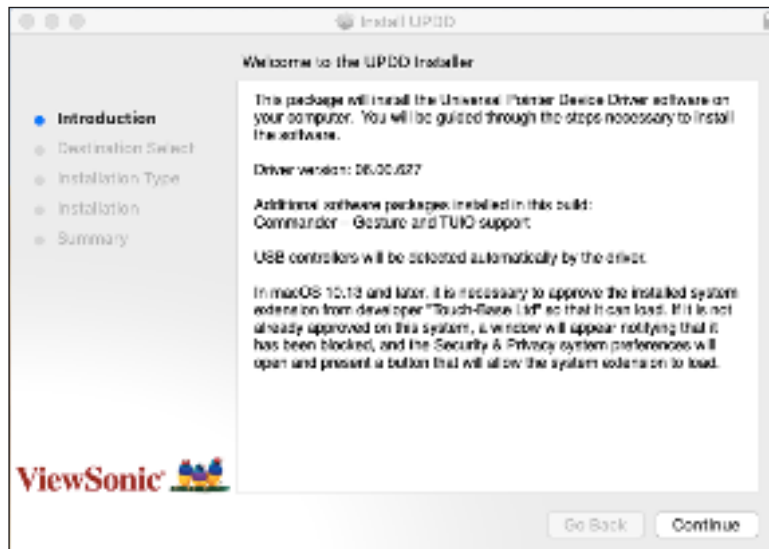 Install UPDD
Welcome to the UPDD Installer
Introduction
Destination Select
Installation Type
Installation
Summary
This package will install the Universal Pointer Device Driver software on
your computer. You will be guided through the steps necessary to install
the software.
Driver version: 06.00.627
Additional software packages installed in this build:
Commander – Gesture and TUIO support
USB controllers will be detected automatically by the driver.
In macOS 10.13 and later, it is necessary to approve the installed system
extension from developer "Touch-Base Ltd" so that it can load. If it is not
already approved on this system, a window will appear notifying that it
has been blocked, and the Security & Privacy system preferences will
open and present a button that will allow the system extension to load.
ViewSonic
Go Back
Continue